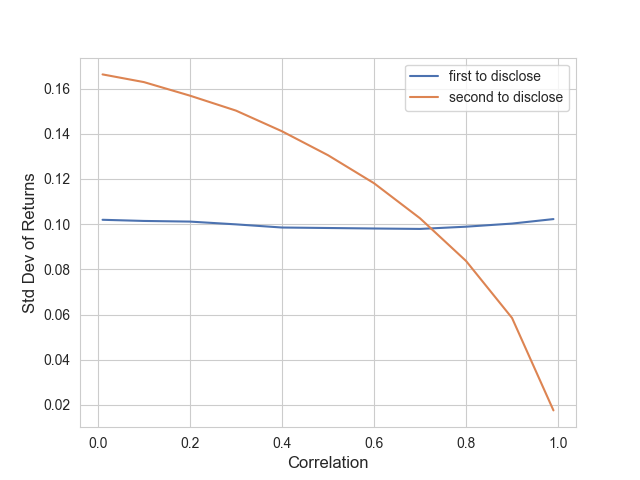 first to disclose
second to disclose
0.16
0.14
0.12
0.10
0.08
0.06
0.04
0.02
Std Dev of Returns
0.0 0.2 0.4 0.6 0.8 1.0
Correlation